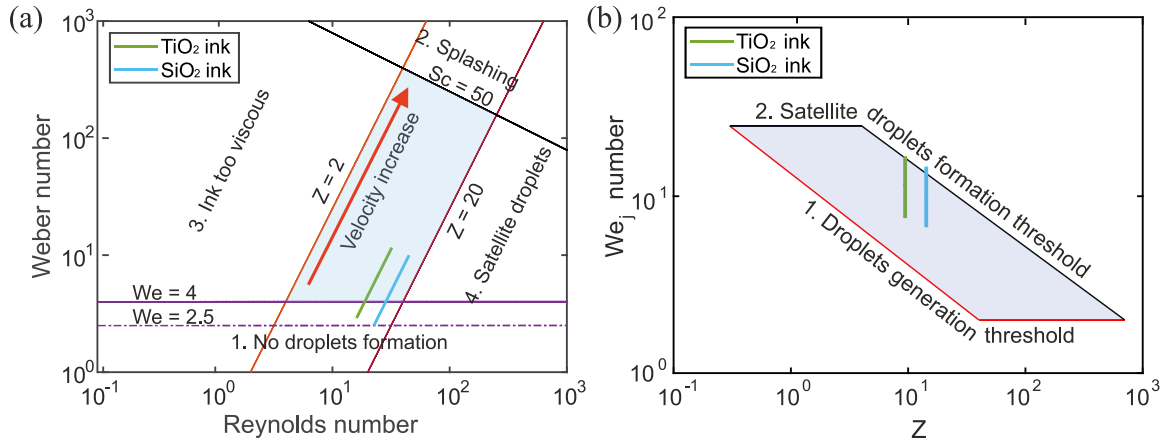 (a)
10³
10²
10¹
10⁰
Weber number
TiO₂ ink
SiO₂ ink
2. Splashing
Sc = 50
3. Ink too viscous
Z = 2
Velocity increase
Z = 20
4. Satellite droplets
We = 4
We = 2.5
1. No droplets formation
10⁻¹
10⁰
10¹
10²
10³
Reynolds number
(b)
10²
10¹
10⁰
Weⱼ number
TiO₂ ink
SiO₂ ink
2. Satellite droplets formation threshold
1. Droplets generation threshold
10⁻¹
10⁰
10¹
10²
10³
Z